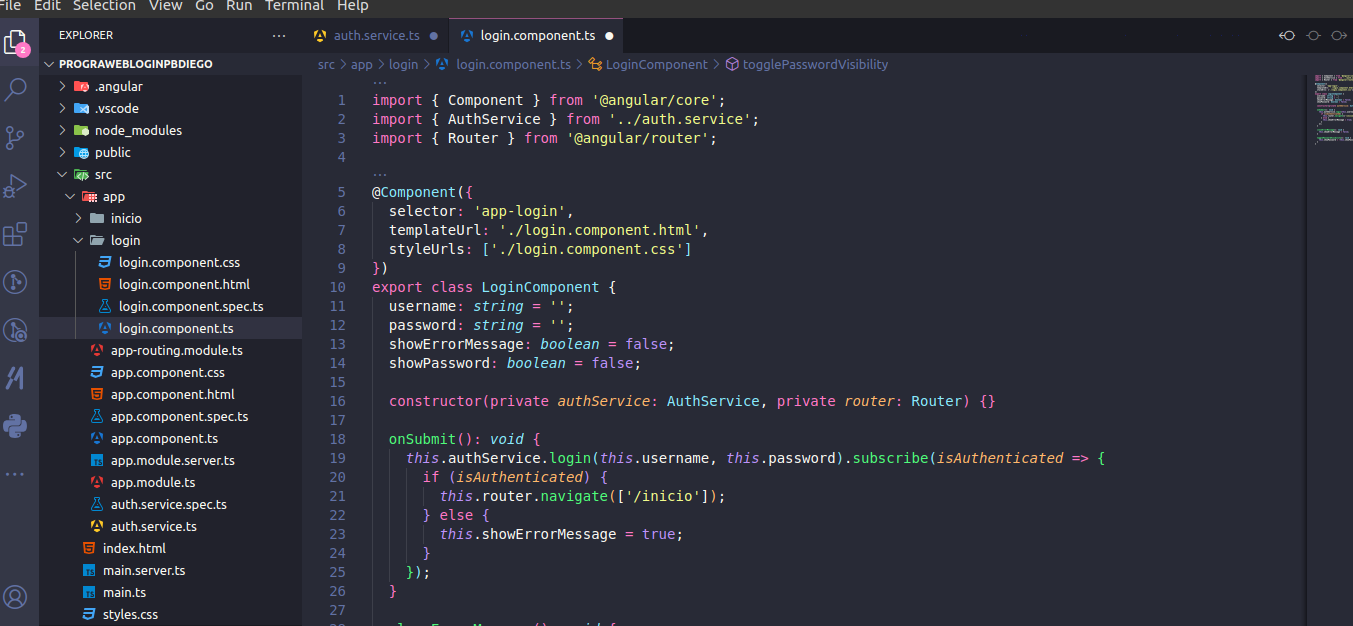 File Edit Selection View Go Run Terminal Help
EXPLORER
auth.service.ts
login.component.ts
2
PROGRAWEBLOGINPBDIEGO
src > app > login > login.component.ts > LoginComponent > togglePasswordVisibility
.angular
.vscode
node_modules
public
src
app
inicio
login
login.component.css
login.component.html
login.component.spec.ts
login.component.ts
app-routing.module.ts
app.component.css
app.component.html
app.component.spec.ts
app.component.ts
app.module.server.ts
app.module.ts
auth.service.spec.ts
auth.service.ts
index.html
main.server.ts
main.ts
styles.css
1 import { Component } from '@angular/core';
2 import { AuthService } from '../auth.service';
3 import { Router } from '@angular/router';
4
5 @Component({
6 selector: 'app-login',
7 templateUrl: './login.component.html',
8 styleUrls: ['./login.component.css']
9 })
10 export class LoginComponent {
11 username: string = '';
12 password: string = '';
13 showErrorMessage: boolean = false;
14 showPassword: boolean = false;
15
16 constructor(private authService: AuthService, private router: Router) {}
17
18 onSubmit(): void {
19 this.authService.login(this.username, this.password).subscribe(isAuthenticated => {
20 if (isAuthenticated) {
21 this.router.navigate(['/inicio']);
22 } else {
23 this.showErrorMessage = true;
24 }
25 });
26 }
27